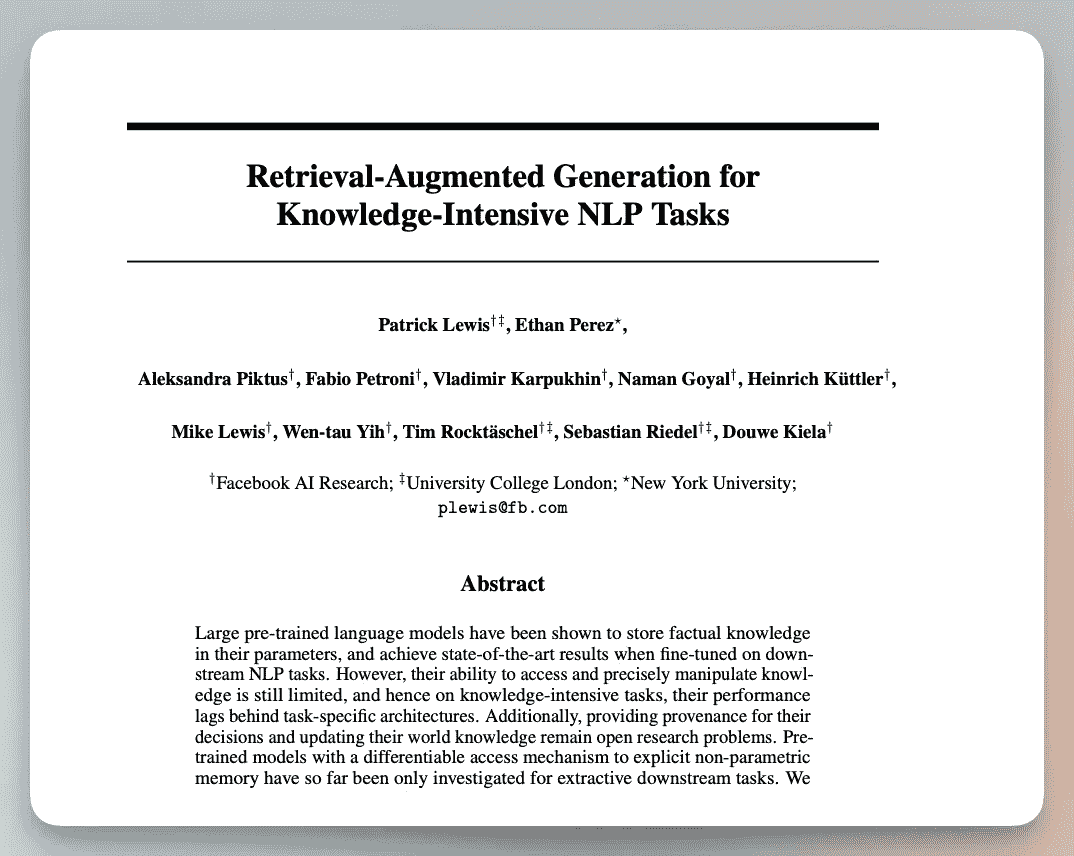 Retrieval-Augmented Generation for
Knowledge-Intensive NLP Tasks
Patrick Lewis†‡, Ethan Perez⋆,
Aleksandra Piktus†, Fabio Petroni†, Vladimir Karpukhin†, Naman Goyal†, Heinrich Küttler†,
Mike Lewis†, Wen-tau Yih†, Tim Rocktäschel†‡, Sebastian Riedel†‡, Douwe Kiela†
†Facebook AI Research; ‡University College London; ⋆New York University;
plewis@fb.com
Abstract
Large pre-trained language models have been shown to store factual knowledge
in their parameters, and achieve state-of-the-art results when fine-tuned on down-
stream NLP tasks. However, their ability to access and precisely manipulate knowl-
edge is still limited, and hence on knowledge-intensive tasks, their performance
lags behind task-specific architectures. Additionally, providing provenance for their
decisions and updating their world knowledge remain open research problems. Pre-
trained models with a differentiable access mechanism to explicit non-parametric
memory have so far been only investigated for extractive downstream tasks. We